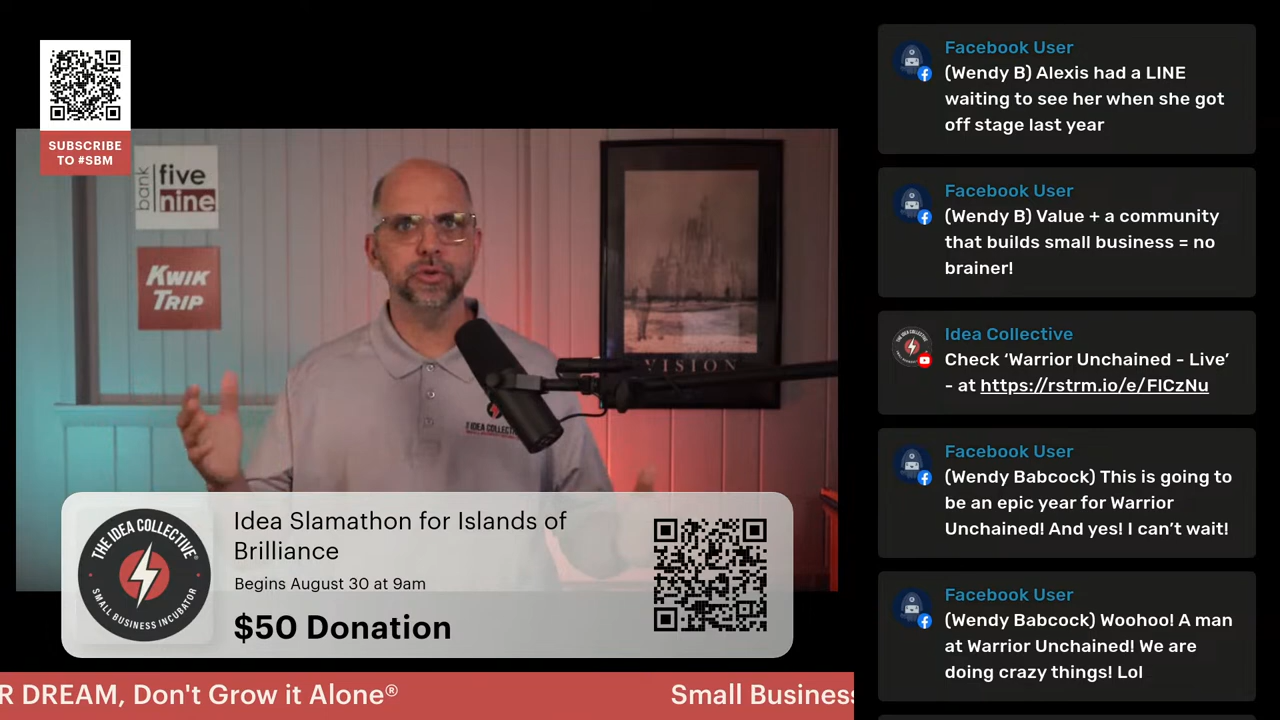 SUBSCRIBE
TO #SBM
bank
five
nine
KWIK
TRIP
VISION
THE IDEA COLLECTIVE®
SMALL BUSINESS INCUBATOR
Idea Slamathon for Islands of
Brilliance
Begins August 30 at 9am
$50 Donation
R DREAM, Don't Grow it Alone®
Small Business
Facebook User
(Wendy B) Alexis had a LINE
waiting to see her when she got
off stage last year
Facebook User
(Wendy B) Value + a community
that builds small business = no
brainer!
Idea Collective
Check ‘Warrior Unchained - Live’
- at https://rstrm.io/e/FICzNu
Facebook User
(Wendy Babcock) This is going to
be an epic year for Warrior
Unchained! And yes! I can’t wait!
Facebook User
(Wendy Babcock) Woohoo! A man
at Warrior Unchained! We are
doing crazy things! Lol